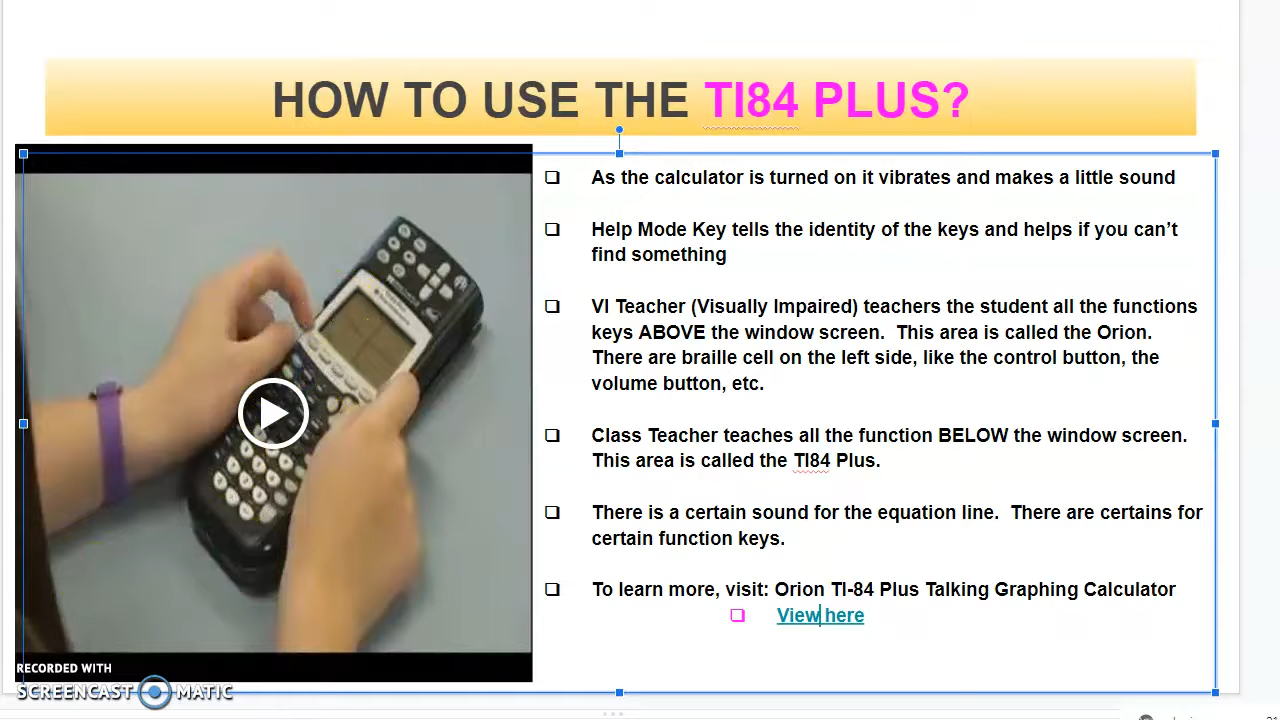 HOW TO USE THE TI84 PLUS?
❑ As the calculator is turned on it vibrates and makes a little sound
❑ Help Mode Key tells the identity of the keys and helps if you can't
find something
❑ VI Teacher (Visually Impaired) teachers the student all the functions
keys ABOVE the window screen.  This area is called the Orion.
There are braille cell on the left side, like the control button, the
volume button, etc.
❑ Class Teacher teaches all the function BELOW the window screen.
This area is called the TI84 Plus.
❑ There is a certain sound for the equation line.  There are certains for
certain function keys.
❑ To learn more, visit: Orion TI-84 Plus Talking Graphing Calculator
❑ View here
RECORDED WITH
SCREENCAST MATIC